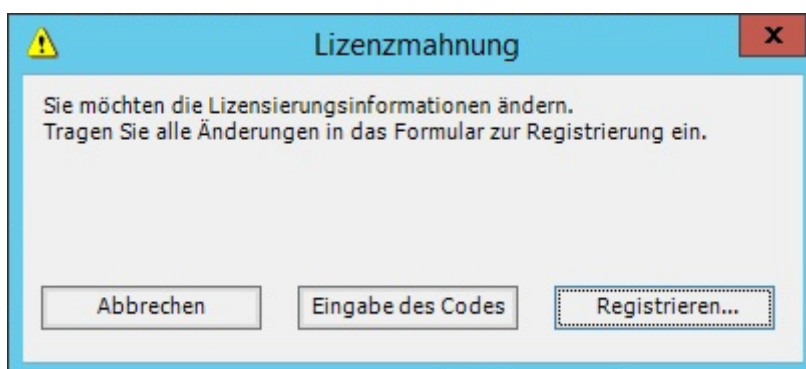 Lizenzmahnung
Sie möchten die Lizensierungsinformationen ändern.
Tragen Sie alle Änderungen in das Formular zur Registrierung ein.
Abbrechen
Eingabe des Codes
Registrieren...